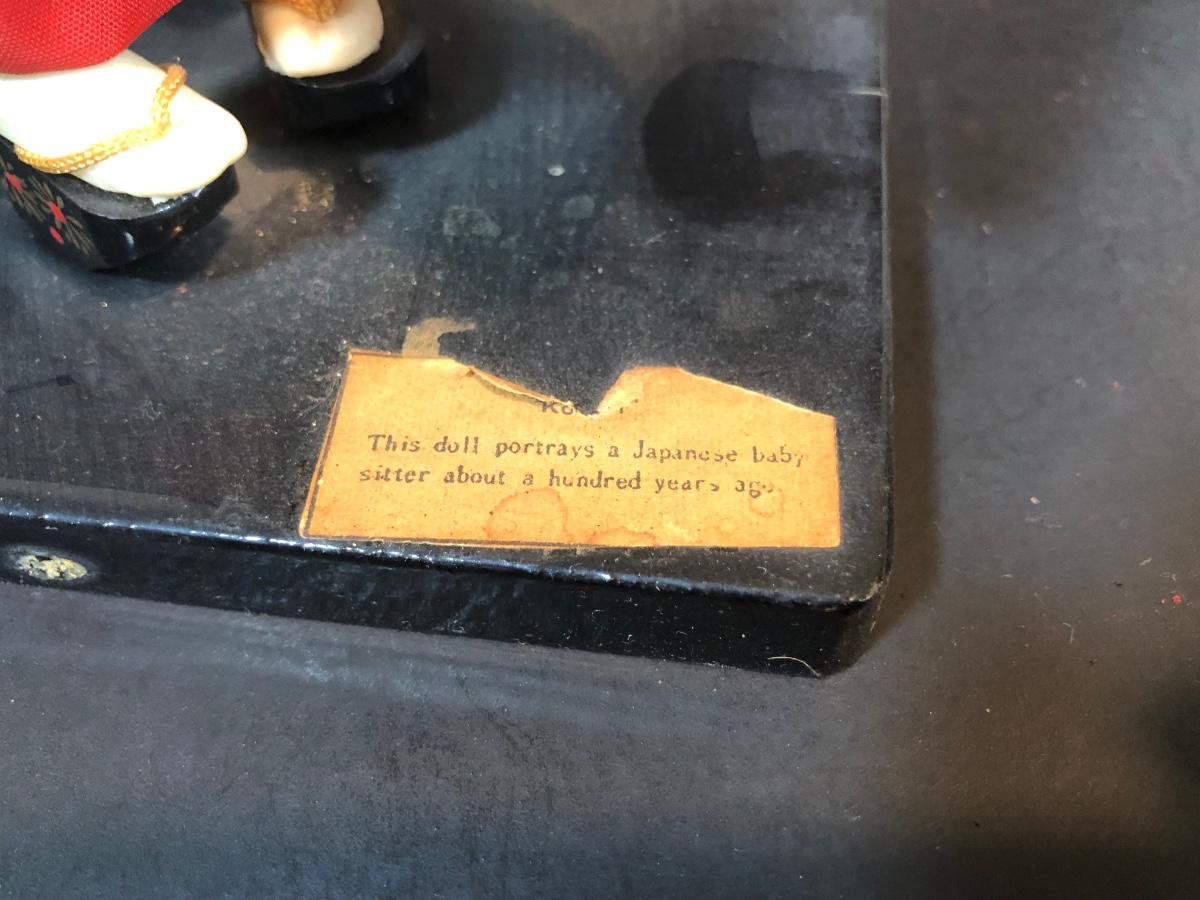 This doll portrays a Japanese baby
sitter about a hundred years ago.